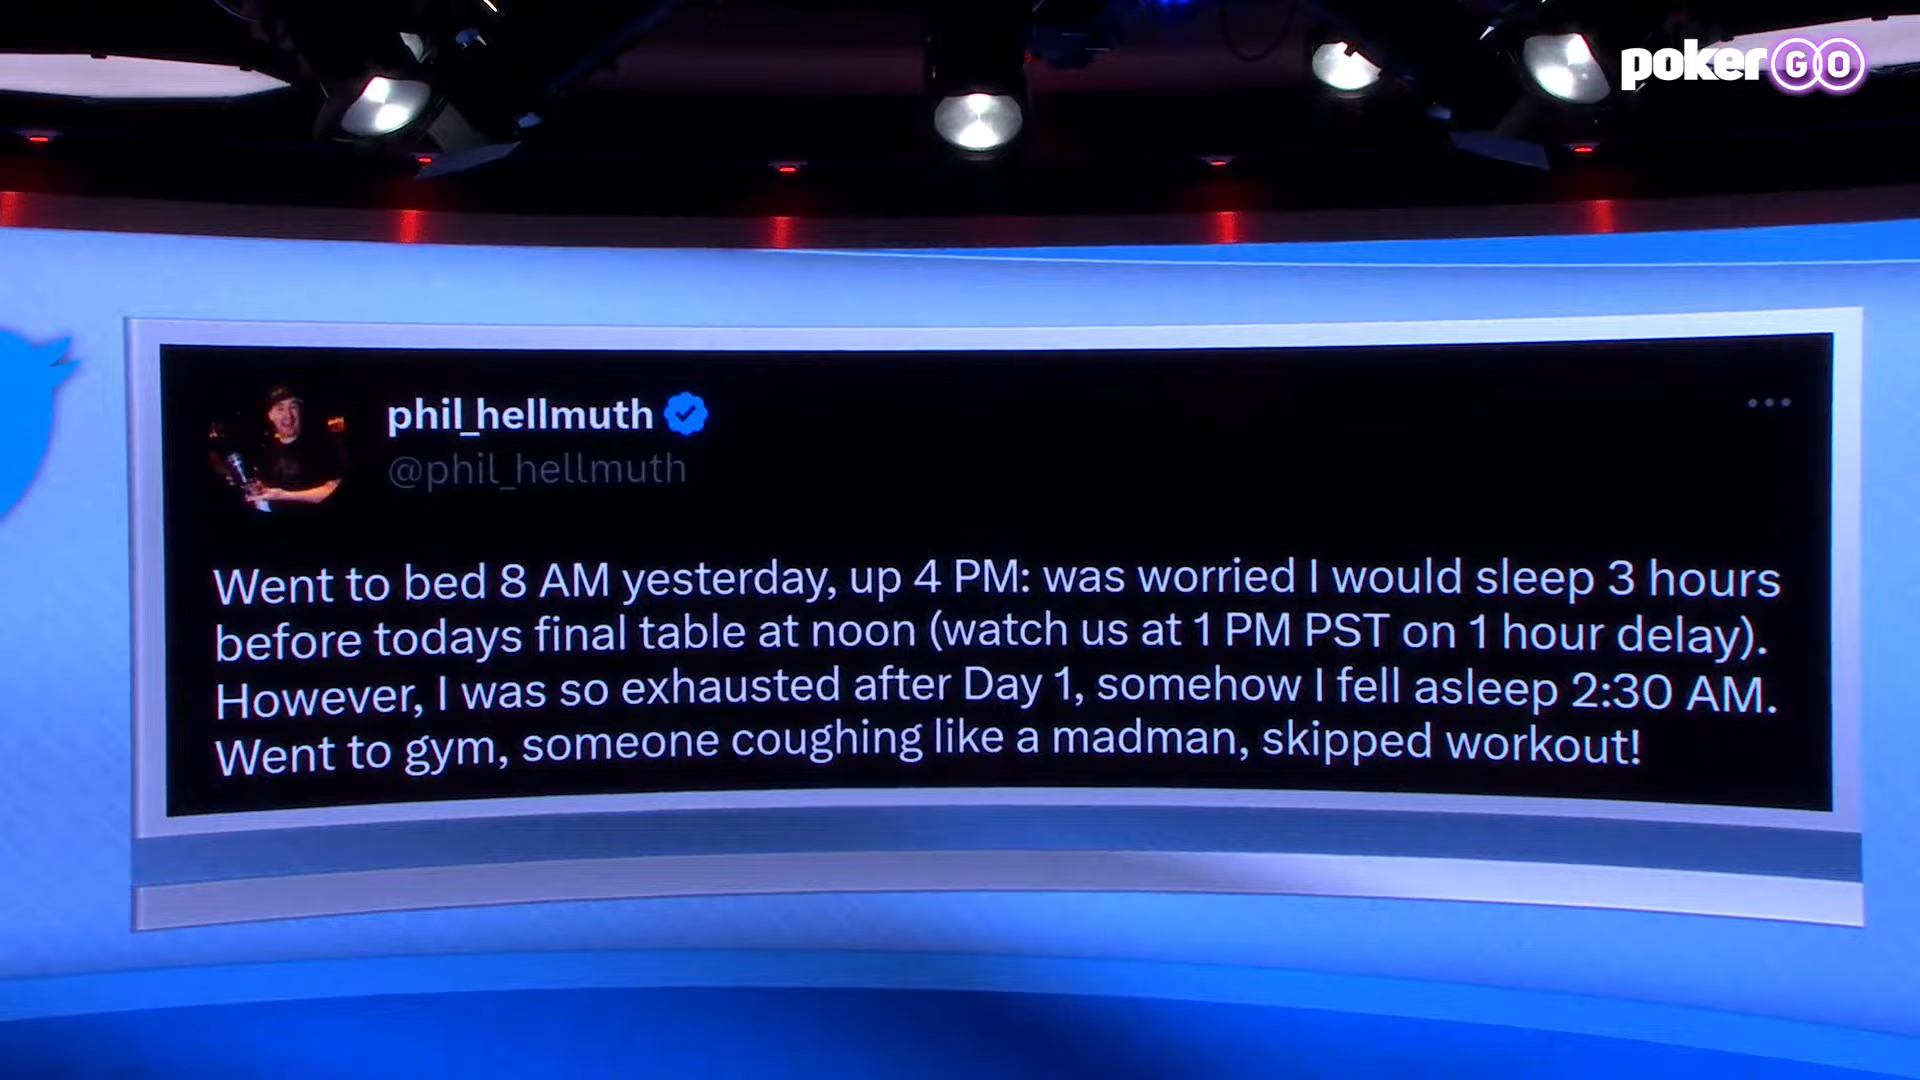 poker GO
phil_hellmuth
@phil_hellmuth
Went to bed 8 AM yesterday, up 4 PM: was worried I would sleep 3 hours
before todays final table at noon (watch us at 1 PM PST on 1 hour delay).
However, I was so exhausted after Day 1, somehow I fell asleep 2:30 AM.
Went to gym, someone coughing like a madman, skipped workout!